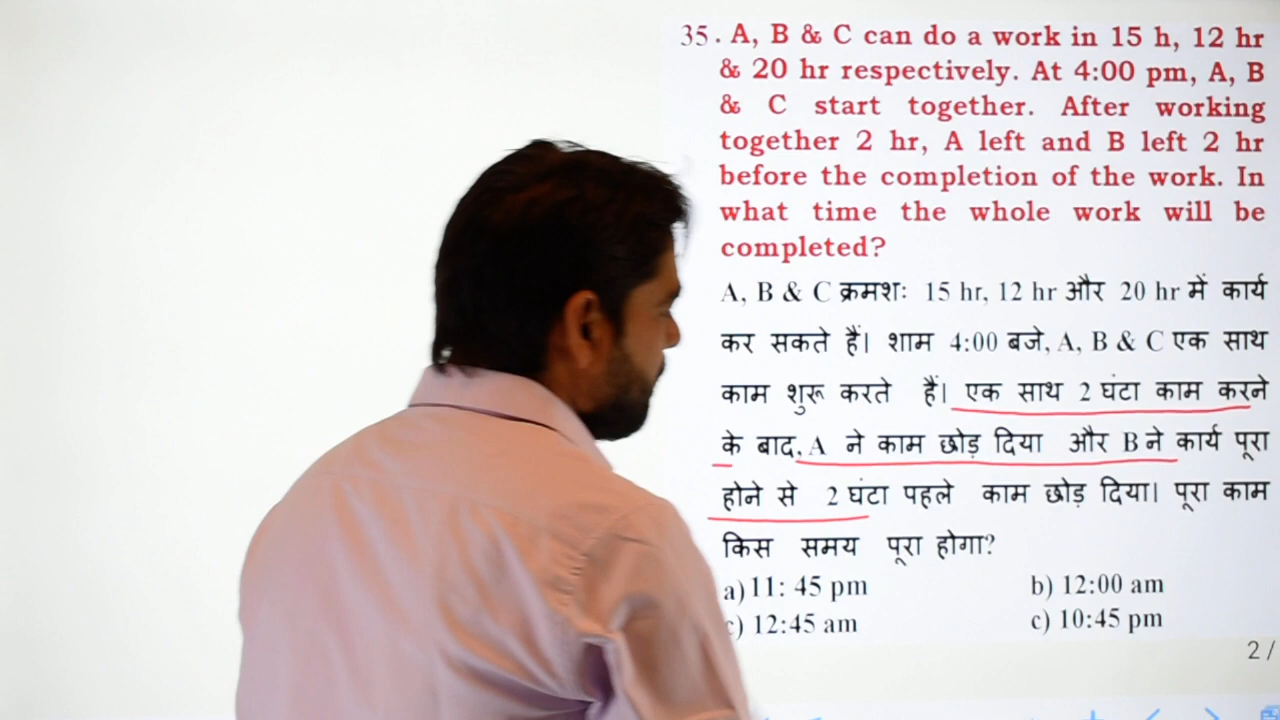 35. A, B & C can do a work in 15 h, 12 hr
& 20 hr respectively. At 4:00 pm, A, B
& C start together. After working
together 2 hr, A left and B left 2 hr
before the completion of the work. In
what time the whole work will be
completed?
A, B & C क्रमशः 15 hr, 12 hr और 20 hr में कार्य
कर सकते हैं। शाम 4:00 बजे, A, B & C एक साथ
काम शुरू करते हैं। एक साथ 2 घंटा काम करने
के बाद, A ने काम छोड़ दिया और B ने कार्य पूरा
होने से 2 घंटा पहले काम छोड़ दिया। पूरा काम
किस समय पूरा होगा?
a) 11: 45 pm b) 12:00 am
c) 12:45 am c) 10:45 pm
2 /